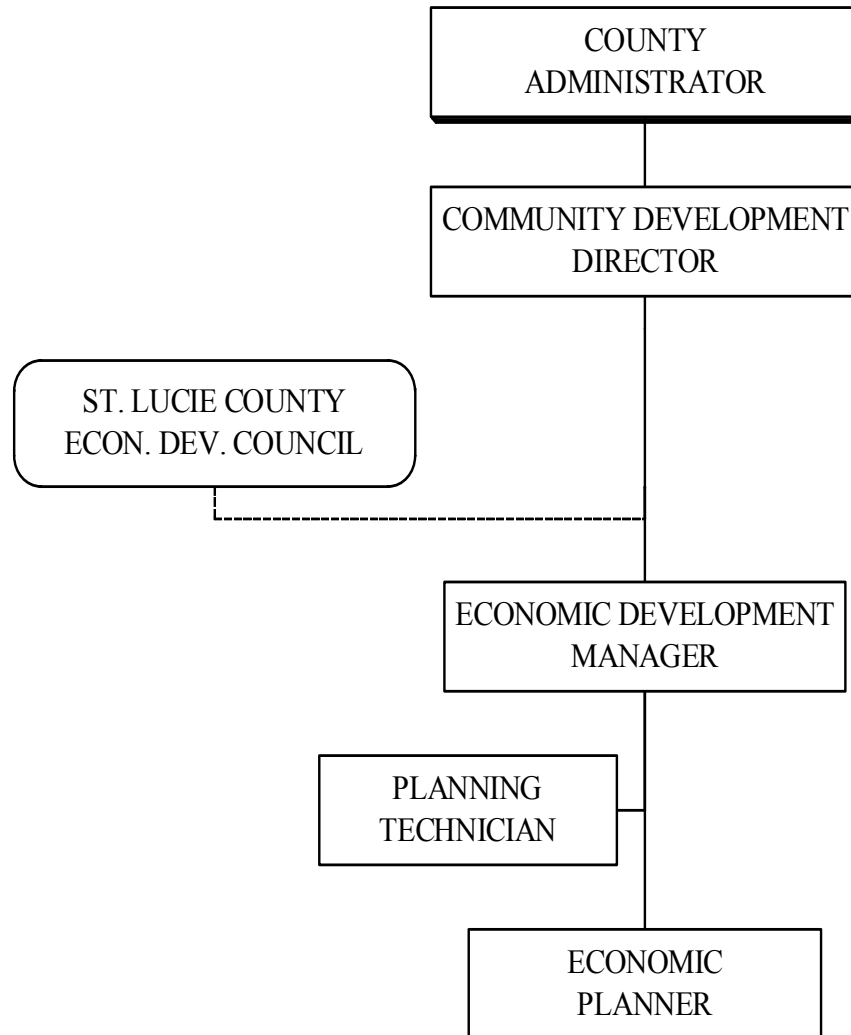 COUNTY
ADMINISTRATOR
COMMUNITY DEVELOPMENT
DIRECTOR
ST. LUCIE COUNTY
ECON. DEV. COUNCIL
ECONOMIC DEVELOPMENT
MANAGER
PLANNING
TECHNICIAN
ECONOMIC
PLANNER